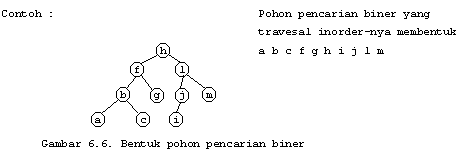 Contoh :
Pohon pencarian biner yang
travesal inorder-nya membentuk
a b c f g h i j l m
h
f l
b g j m
a c i
Gambar 6.6. Bentuk pohon pencarian biner